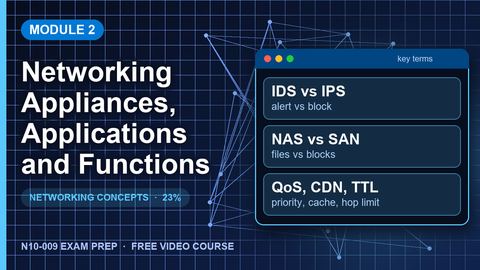 MODULE 2
Networking
Appliances,
Applications
and Functions
NETWORKING CONCEPTS · 23%
N10-009 EXAM PREP · FREE VIDEO COURSE
key terms
IDS vs IPS
alert vs block
NAS vs SAN
files vs blocks
QoS, CDN, TTL
priority, cache, hop limit